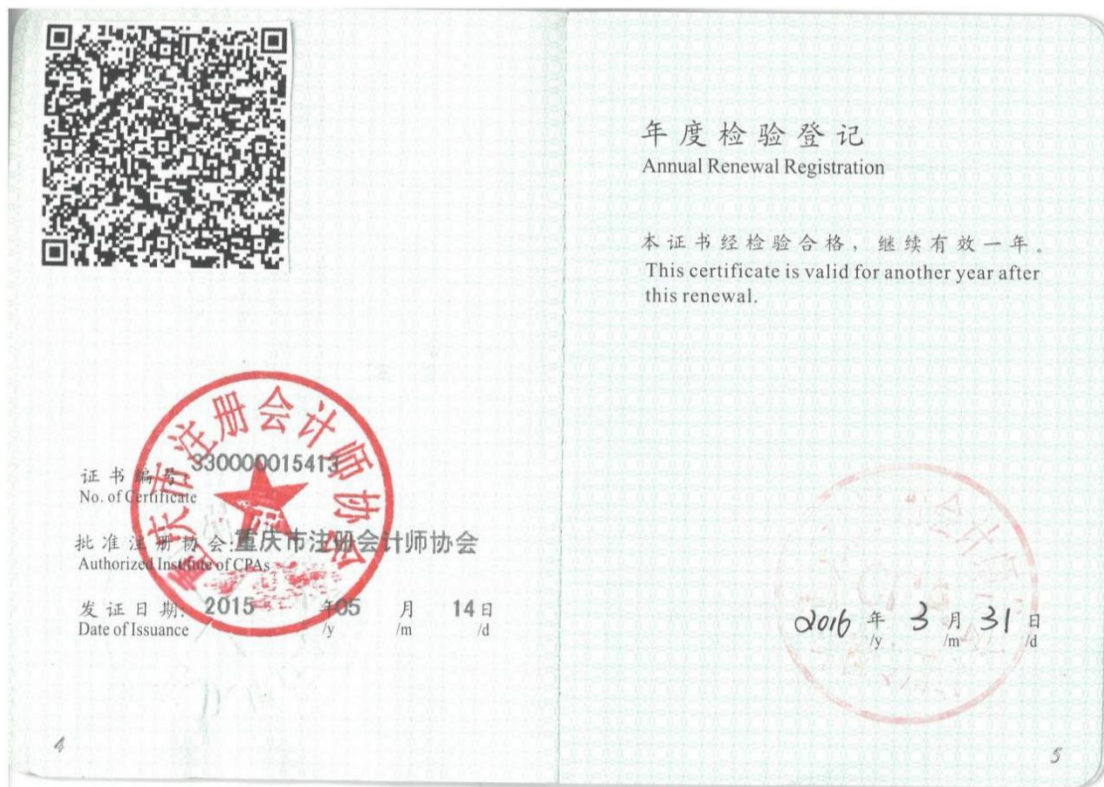 重庆市注册会计师协会
证书编号: 330000015413
No. of Certificate
批准注册协会: 重庆市注册会计师协会
Authorized Institute of CPAs
发证日期: 2015 年 05 月 14 日
Date of Issuance /y /m /d
4
年度检验登记
Annual Renewal Registration
本证书经检验合格，继续有效一年。
This certificate is valid for another year after
this renewal.
2016 年 3 月 31 日
/y /m /d
5